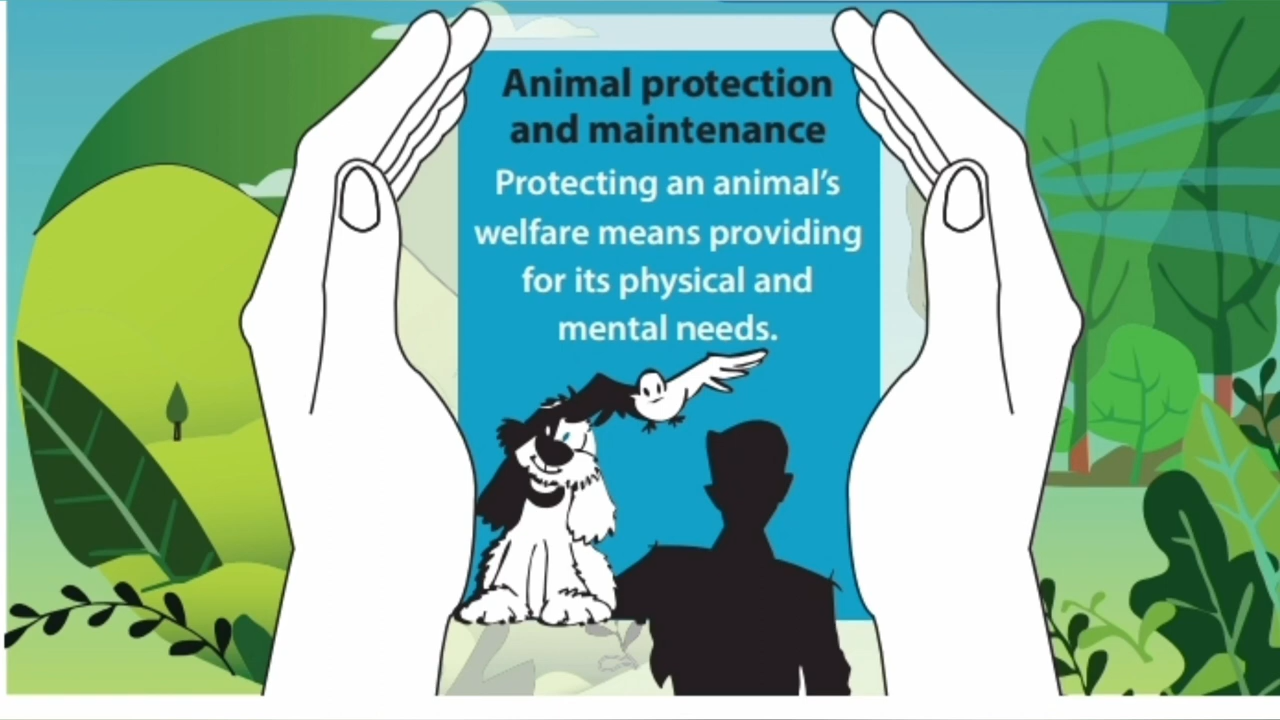 Animal protection
and maintenance
Protecting an animal's
welfare means providing
for its physical and
mental needs.